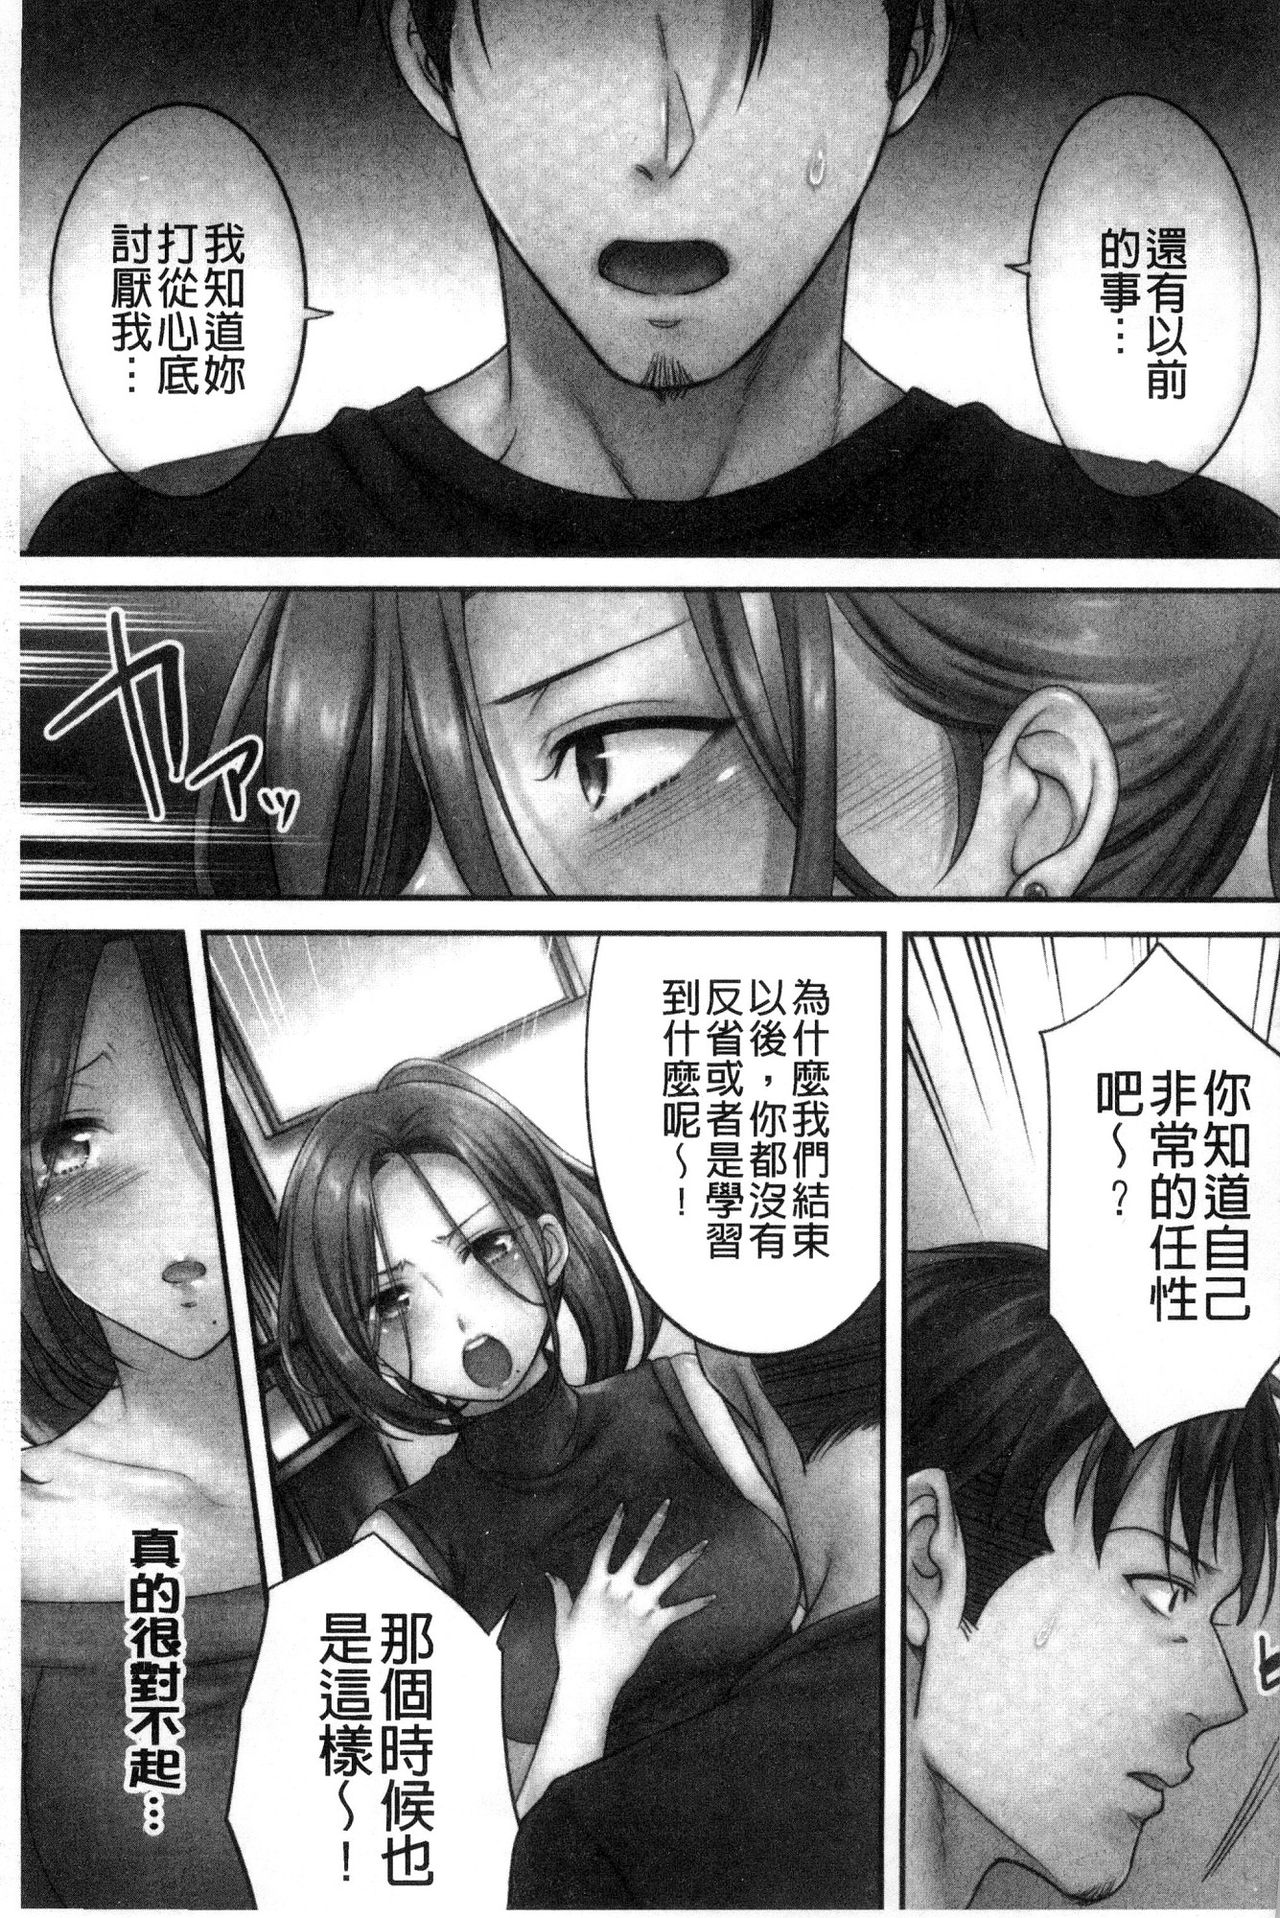 還有以前
的事…
我知道妳
打從心底
討厭我…
カァッ
你知道自己
非常的任性
吧～？
為什麼我們結束
以後，你都沒有
反省或者是學習
到什麼呢～！
那個時候也
是這樣～！
真的很對不起…